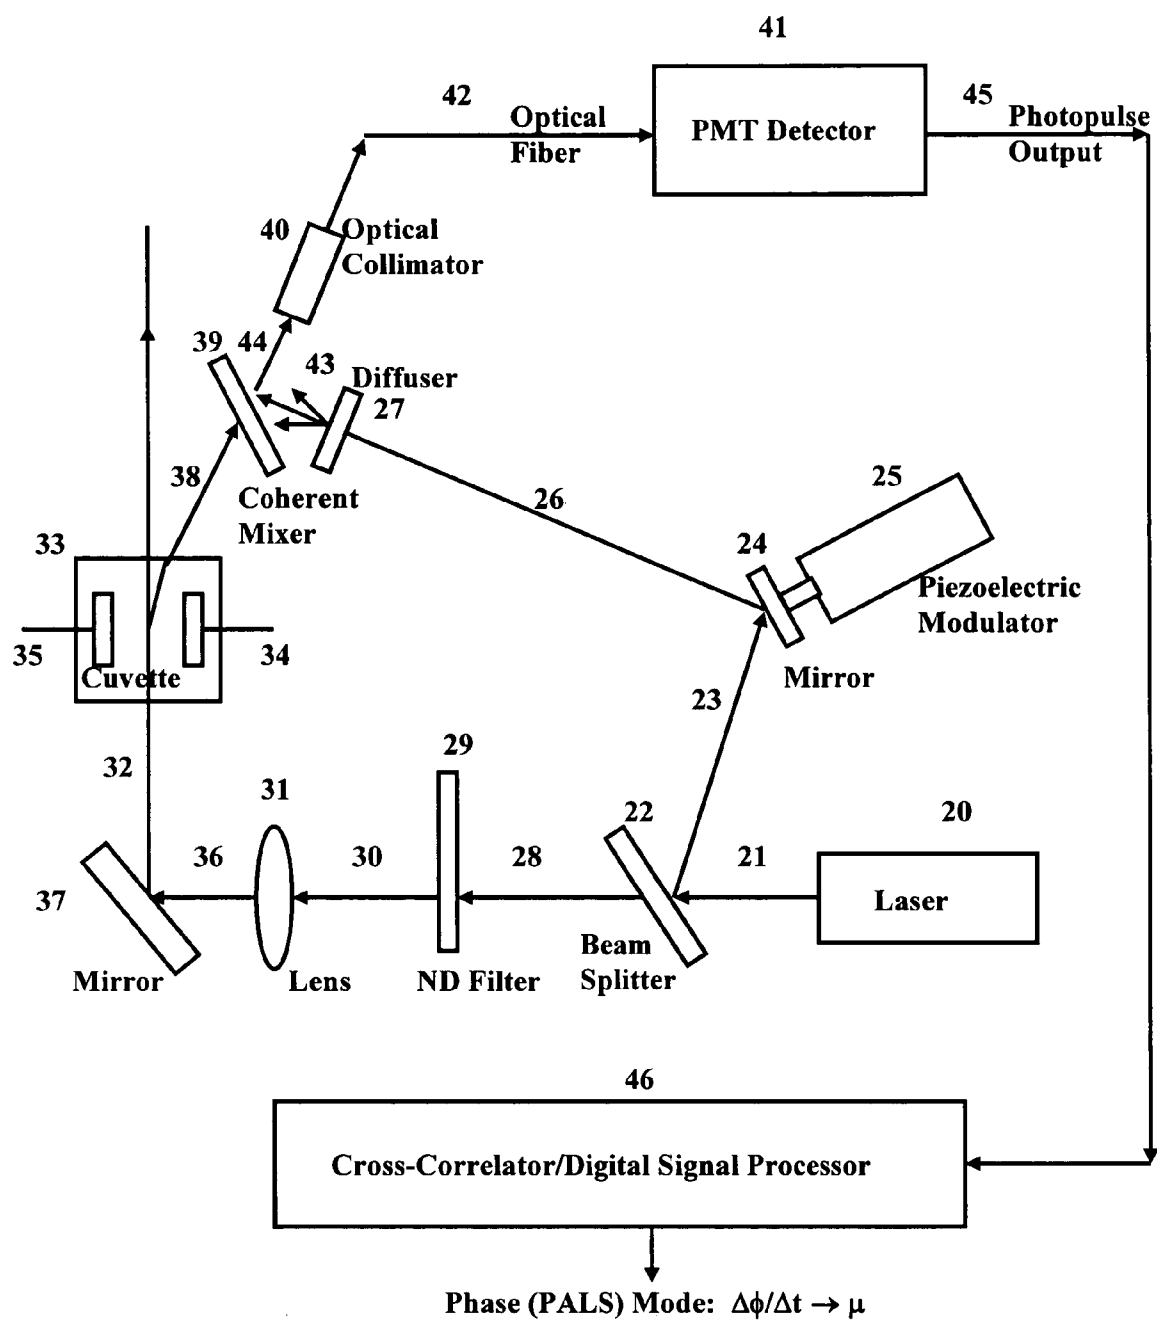 41
42
45
Optical
Fiber
PMT Detector
Photopulse
Output
40
Optical
Collimator
39
44
43
Diffuser
27
38
Coherent
Mixer
26
25
24
33
Piezoelectric
Modulator
35
34
Cuvette
Mirror
23
32
29
31
22
20
36
30
28
21
37
Laser
Beam
Splitter
Mirror
Lens
ND Filter
46
Cross-Correlator/Digital Signal Processor
Phase (PALS) Mode: Δϕ/Δt → μ